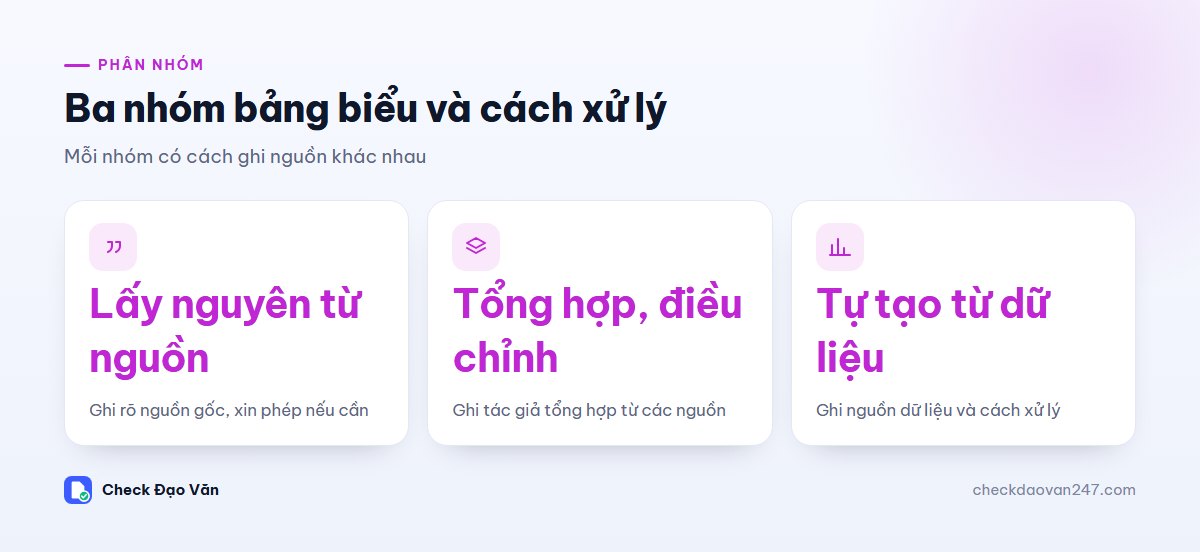 PHÂN NHÓM
Ba nhóm bảng biểu và cách xử lý
Mỗi nhóm có cách ghi nguồn khác nhau
Lấy nguyên từ
nguồn
Ghi rõ nguồn gốc, xin phép nếu cần
Tổng hợp, điều
chỉnh
Ghi tác giả tổng hợp từ các nguồn
Tự tạo từ dữ
liệu
Ghi nguồn dữ liệu và cách xử lý
Check Đạo Văn
checkdaovan247.com